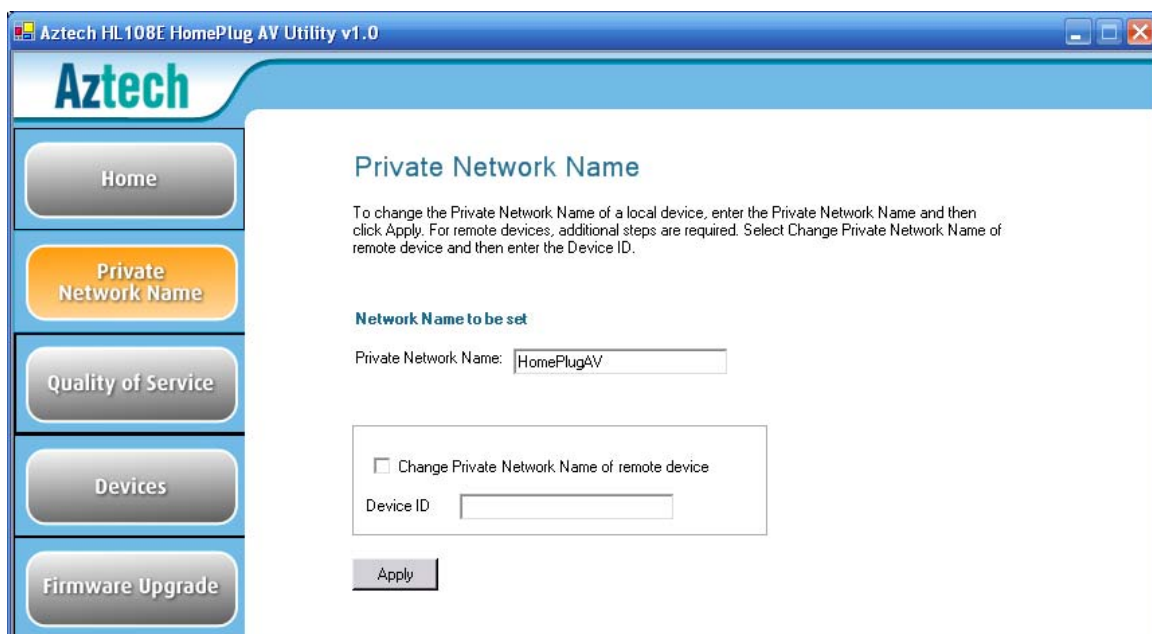 Aztech HL108E HomePlug AV Utility v1.0
Aztech
Home
Private
Network Name
Quality of Service
Devices
Firmware Upgrade
Private Network Name
To change the Private Network Name of a local device, enter the Private Network Name and then
click Apply. For remote devices, additional steps are required. Select Change Private Network Name of
remote device and then enter the Device ID.
Network Name to be set
Private Network Name: HomePlugAV
Change Private Network Name of remote device
Device ID
Apply